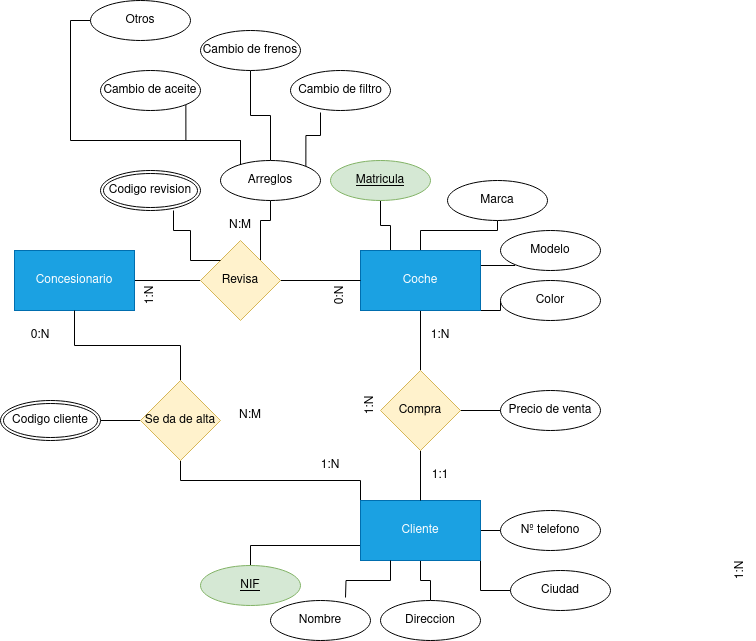 Otros
Cambio de frenos
Cambio de aceite
Cambio de filtro
Arreglos
Matricula
Codigo revision
Marca
N:M
Modelo
Concesionario
Revisa
Coche
1:N
0:N
Color
0:N
1:N
1:N
Codigo cliente
Se da de alta
N:M
Compra
Precio de venta
1:N
1:1
Cliente
Nº telefono
1:N
NIF
Ciudad
Nombre
Direccion